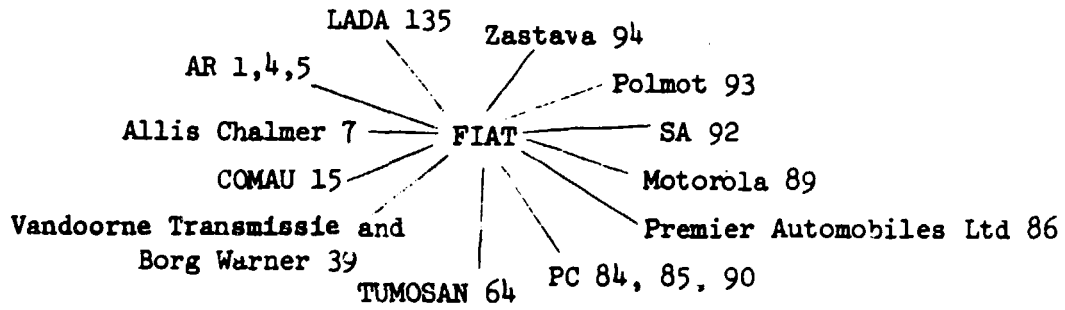 LADA 135
Zastava 94
AR 1,4,5
Polmot 93
Allis Chalmer 7
FIAT
SA 92
COMAU 15
Motorola 89
Vandoorne Transmissie and
Borg Warner 39
Premier Automobiles Ltd 86
TUMOSAN 64
PC 84, 85, 90